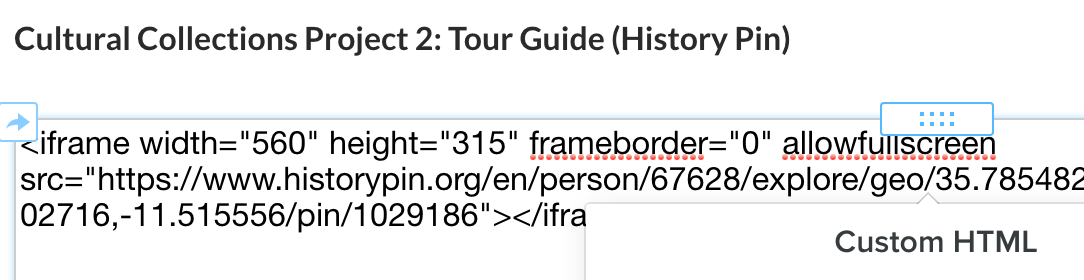 Cultural Collections Project 2: Tour Guide (History Pin)
<iframe width="560" height="315" frameborder="0" allowfullscreen
src="https://www.historypin.org/en/person/67628/explore/geo/35.785482
02716,-11.515556/pin/1029186"></ifra
Custom HTML